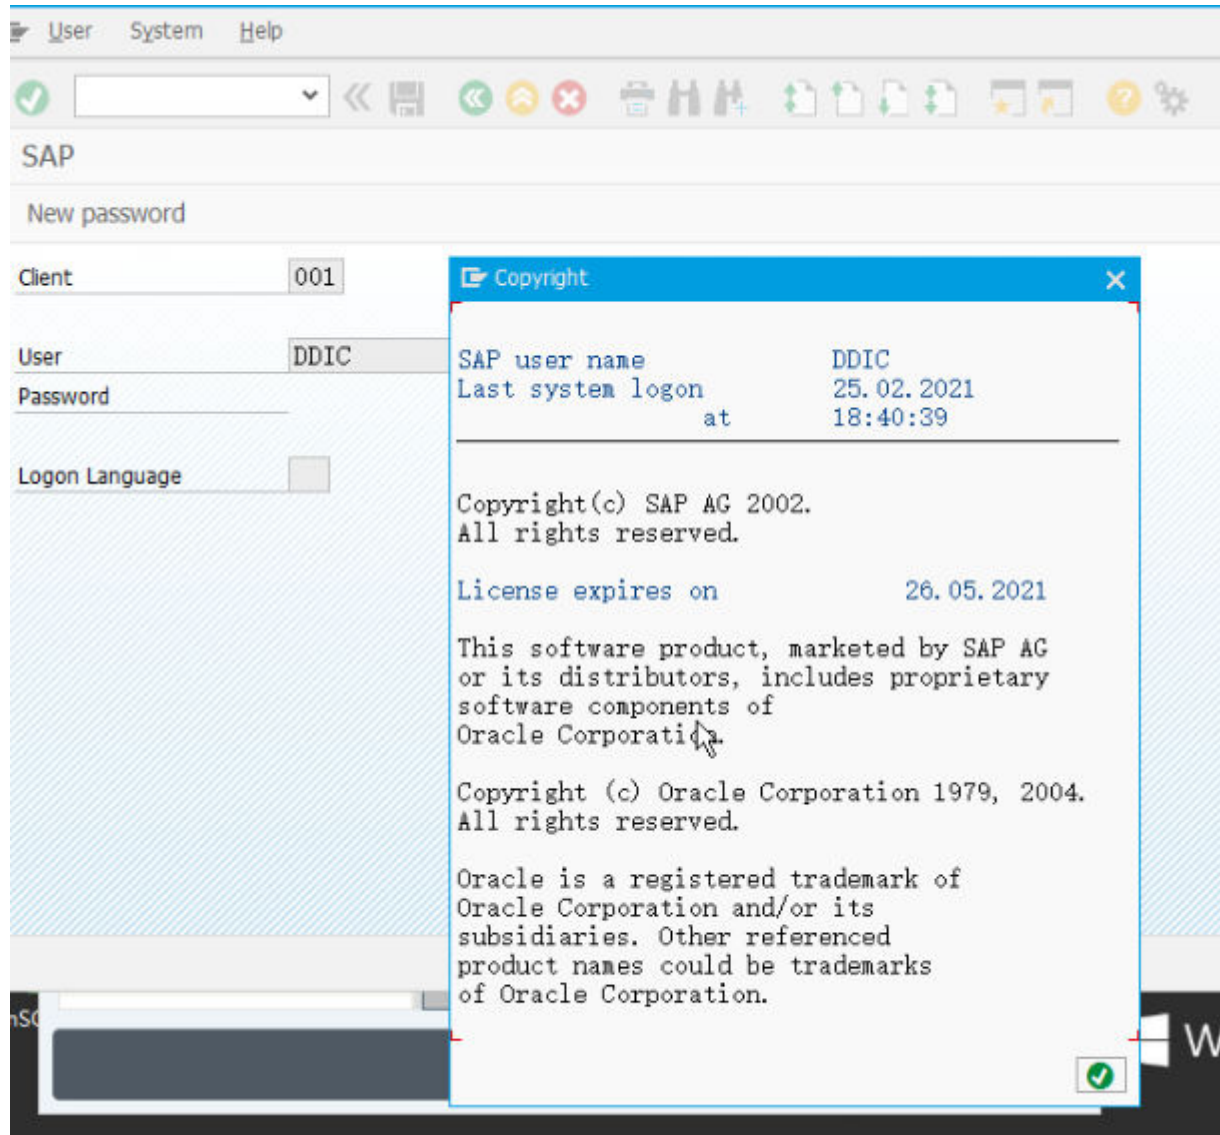 User System Help
SAP
New password
Client 001
User DDIC
Password
Logon Language
Copyright
SAP user name DDIC
Last system logon 25.02.2021
at 18:40:39
Copyright(c) SAP AG 2002.
All rights reserved.
License expires on 26.05.2021
This software product, marketed by SAP AG
or its distributors, includes proprietary
software components of
Oracle Corporation.
Copyright (c) Oracle Corporation 1979, 2004.
All rights reserved.
Oracle is a registered trademark of
Oracle Corporation and/or its
subsidiaries. Other referenced
product names could be trademarks
of Oracle Corporation.